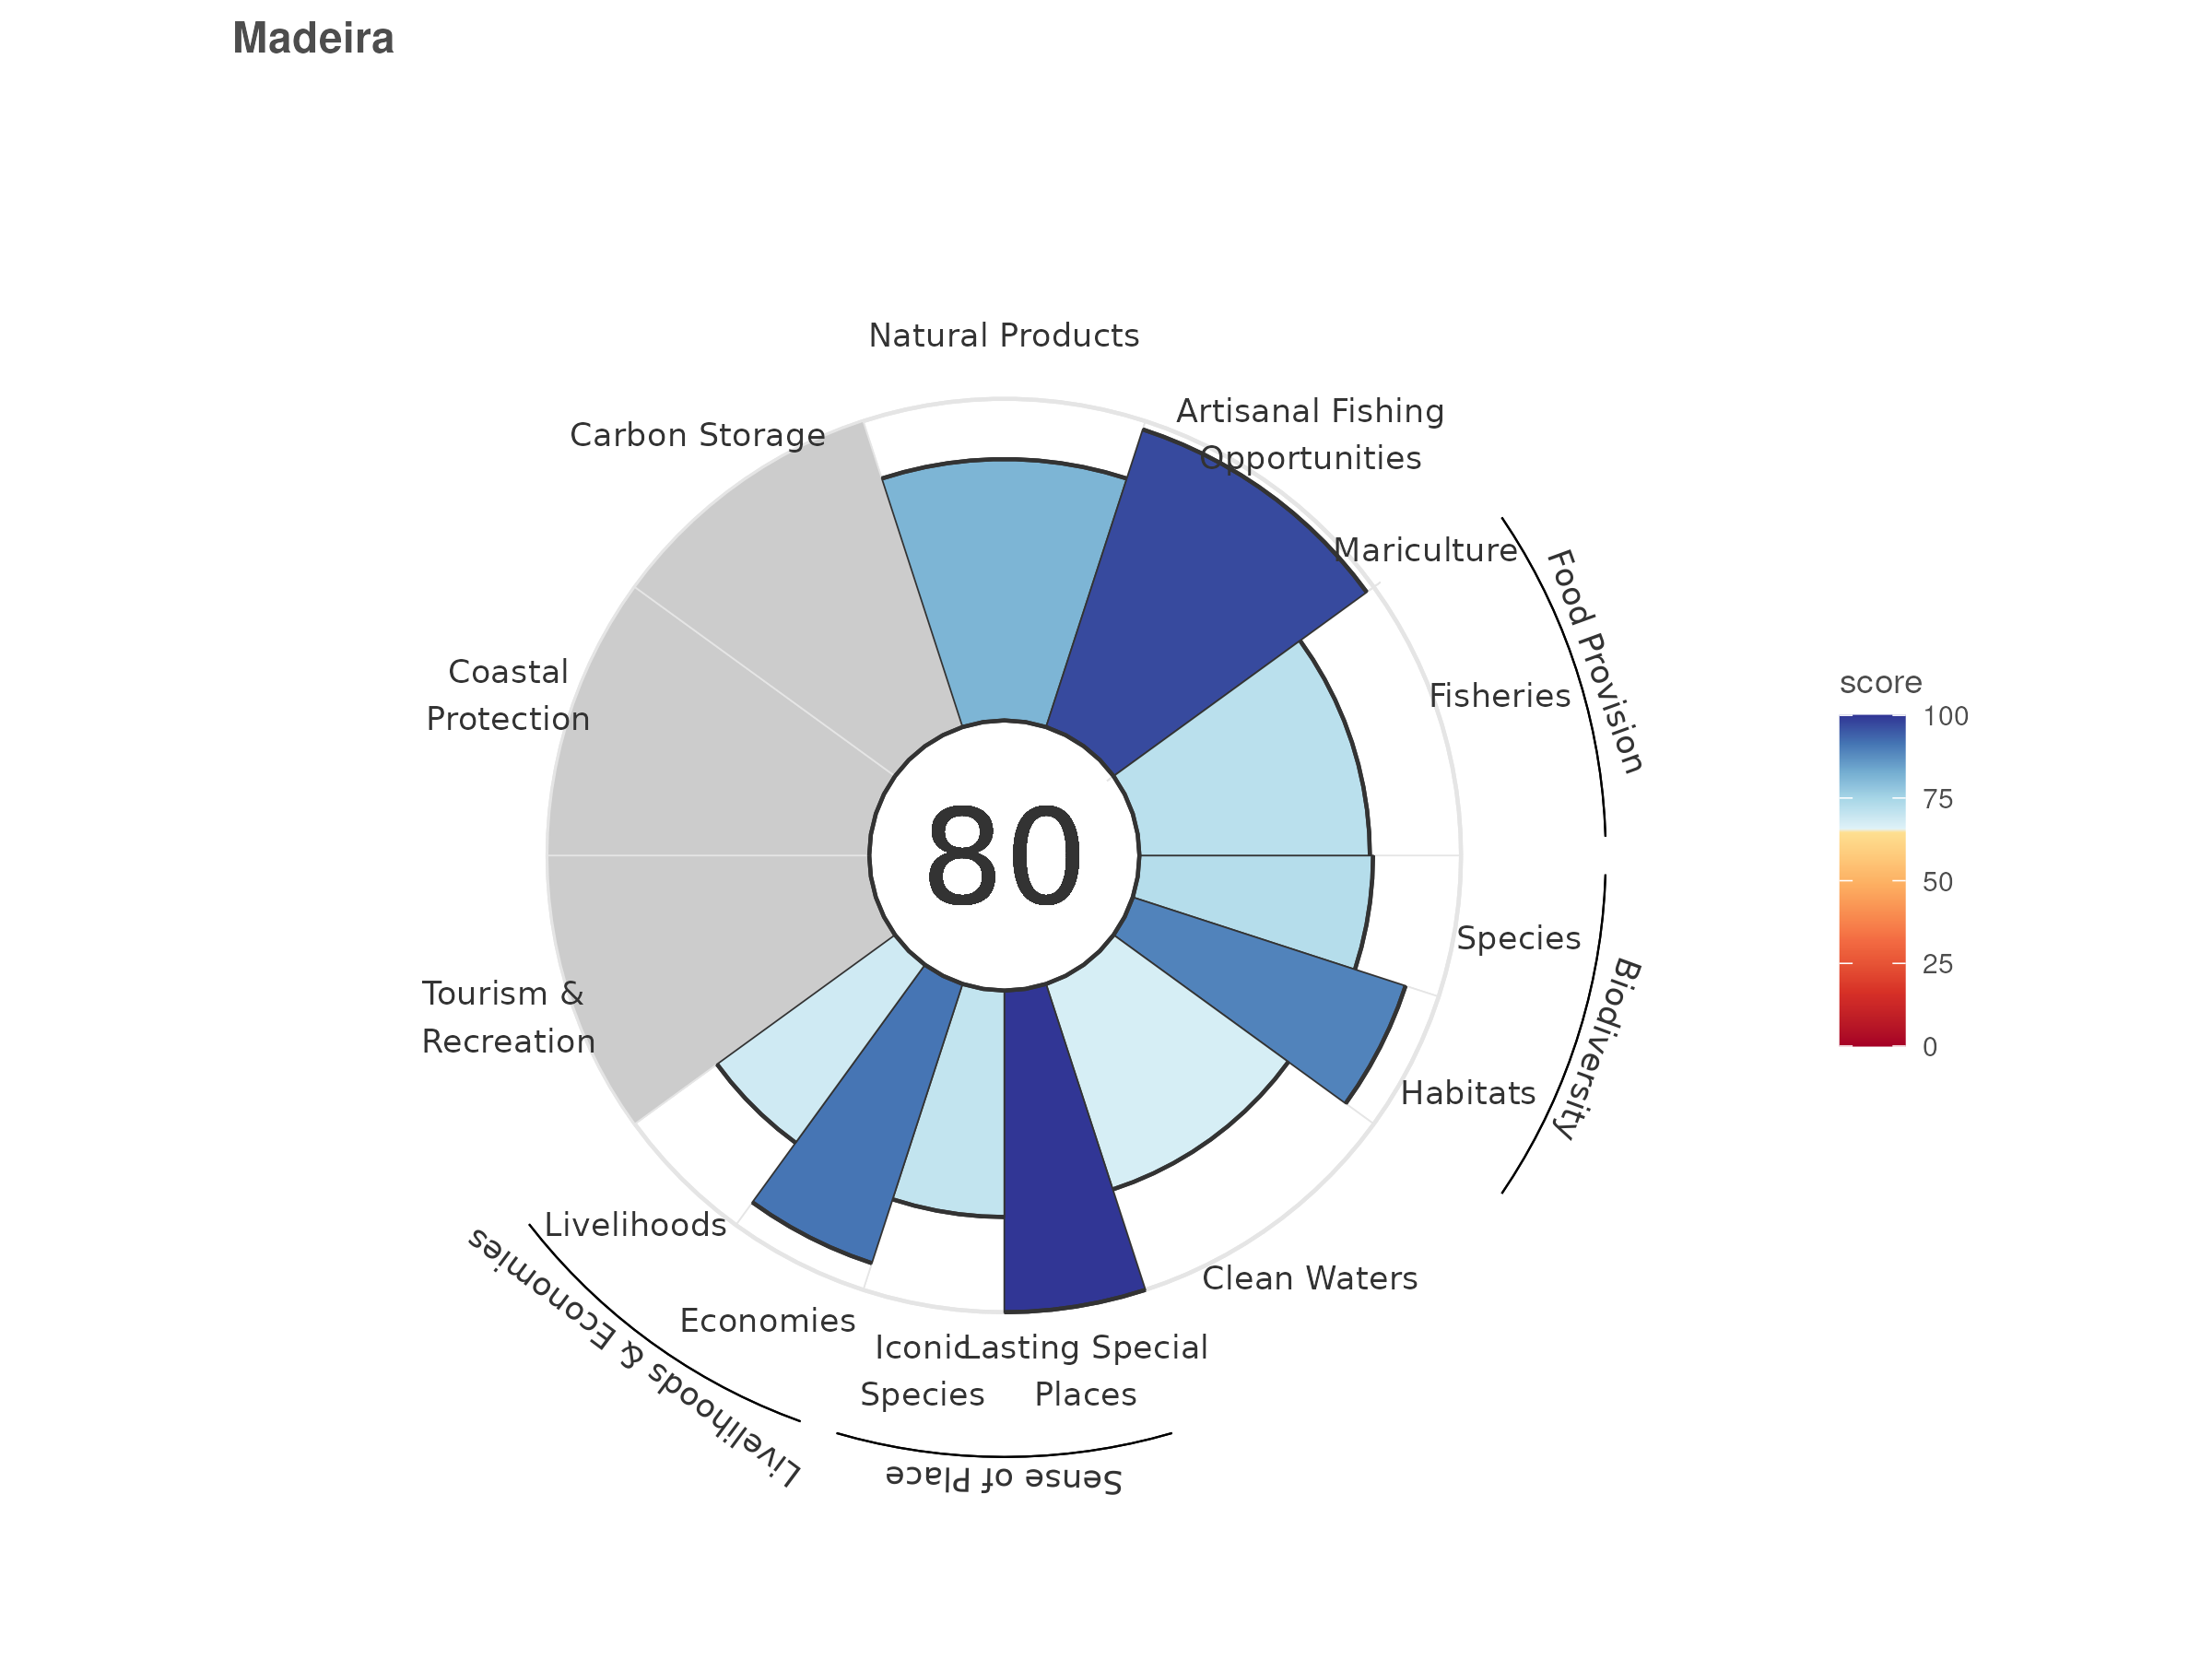 Madeira
Natural Products
Artisanal Fishing
Opportunities
Carbon Storage
Mariculture
Food Provision
Fisheries
Coastal
Protection
score
100
75
50
25
0
80
Species
Biodiversity
Tourism &
Recreation
Habitats
Livelihoods
Clean Waters
Economies
Livelihoods & Economies
Iconic
Species
Lasting Special
Places
Sense of Place